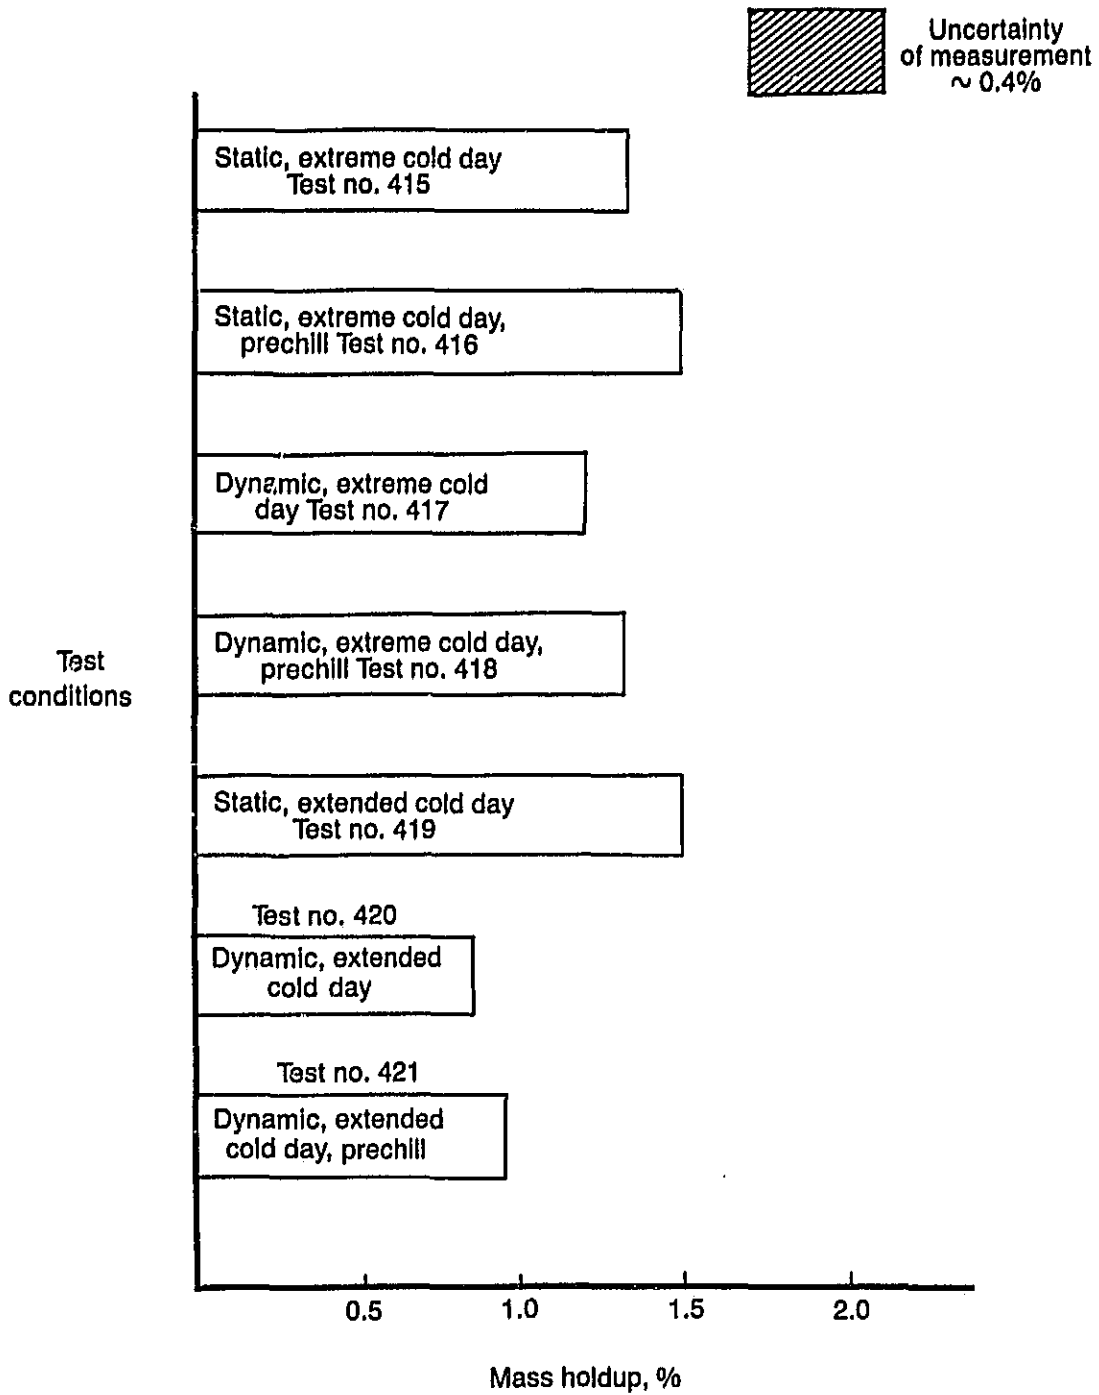 Uncertainty
of measurement
~ 0.4%
Static, extreme cold day
Test no. 415
Static, extreme cold day,
prechill Test no. 416
Dynamic, extreme cold
day Test no. 417
Dynamic, extreme cold day,
prechill Test no. 418
Test
conditions
Static, extended cold day
Test no. 419
Test no. 420
Dynamic, extended
cold day
Test no. 421
Dynamic, extended
cold day, prechill
0.5 1.0 1.5 2.0
Mass holdup, %